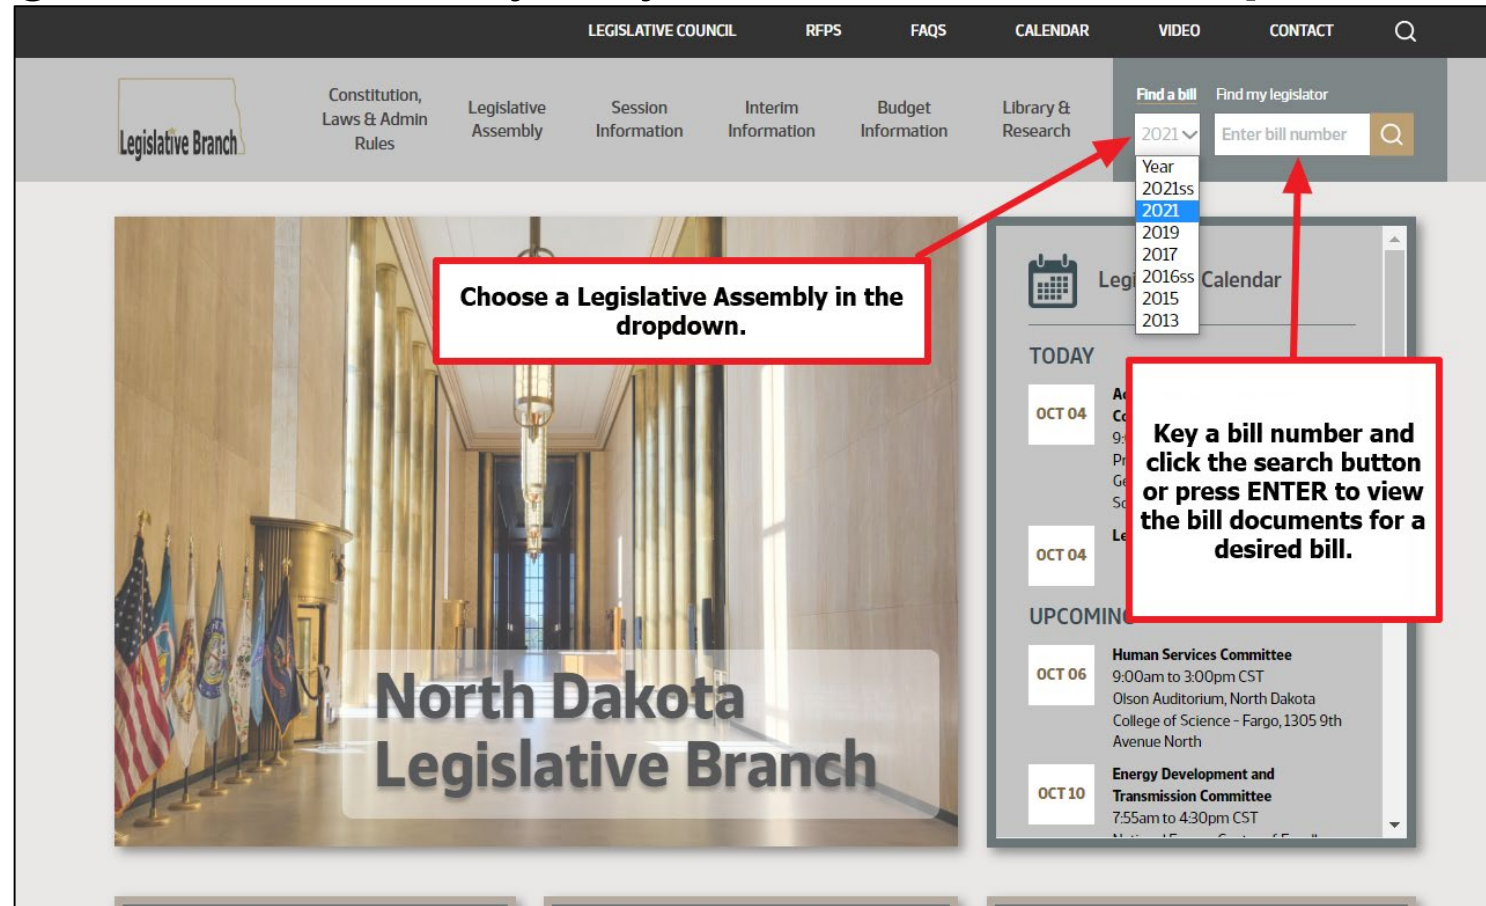 LEGISLATIVE COUNCIL RFPS FAQS CALENDAR VIDEO CONTACT
Legislative Branch
Constitution,
Laws & Admin
Rules
Legislative
Assembly
Session
Information
Interim
Information
Budget
Information
Library &
Research
Find a bill Find my legislator
2021 Enter bill number
Year
2021ss
2021
2019
2017
2016ss
2015
2013
Choose a Legislative Assembly in the
dropdown.
North Dakota
Legislative Branch
Calendar
TODAY
OCT 04
OCT 04
Key a bill number and
click the search button
or press ENTER to view
the bill documents for a
desired bill.
OCT 06
Human Services Committee
9:00am to 3:00pm CST
Olson Auditorium, North Dakota
College of Science - Fargo, 1305 9th
Avenue North
OCT 10
Energy Development and
Transmission Committee
7:55am to 4:30pm CST